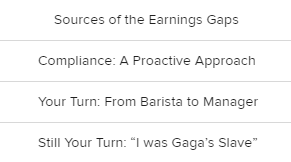 Sources of the Earnings Gaps
Compliance: A Proactive Approach
Your Turn: From Barista to Manager
Still Your Turn: “I was Gaga’s Slave”